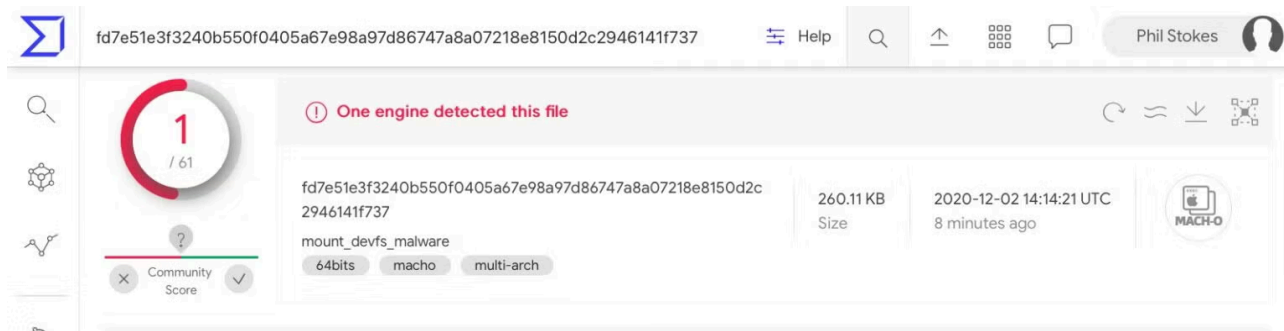 fd7e51e3f3240b550f0405a67e98a97d86747a8a07218e8150d2c2946141f737
Help
Phil Stokes
1
/ 61
One engine detected this file
fd7e51e3f3240b550f0405a67e98a97d86747a8a07218e8150d2c
2946141f737
mount_devfs_malware
64bits macho multi-arch
260.11 KB
Size
2020-12-02 14:14:21 UTC
8 minutes ago
MACH-O
?
Community
Score